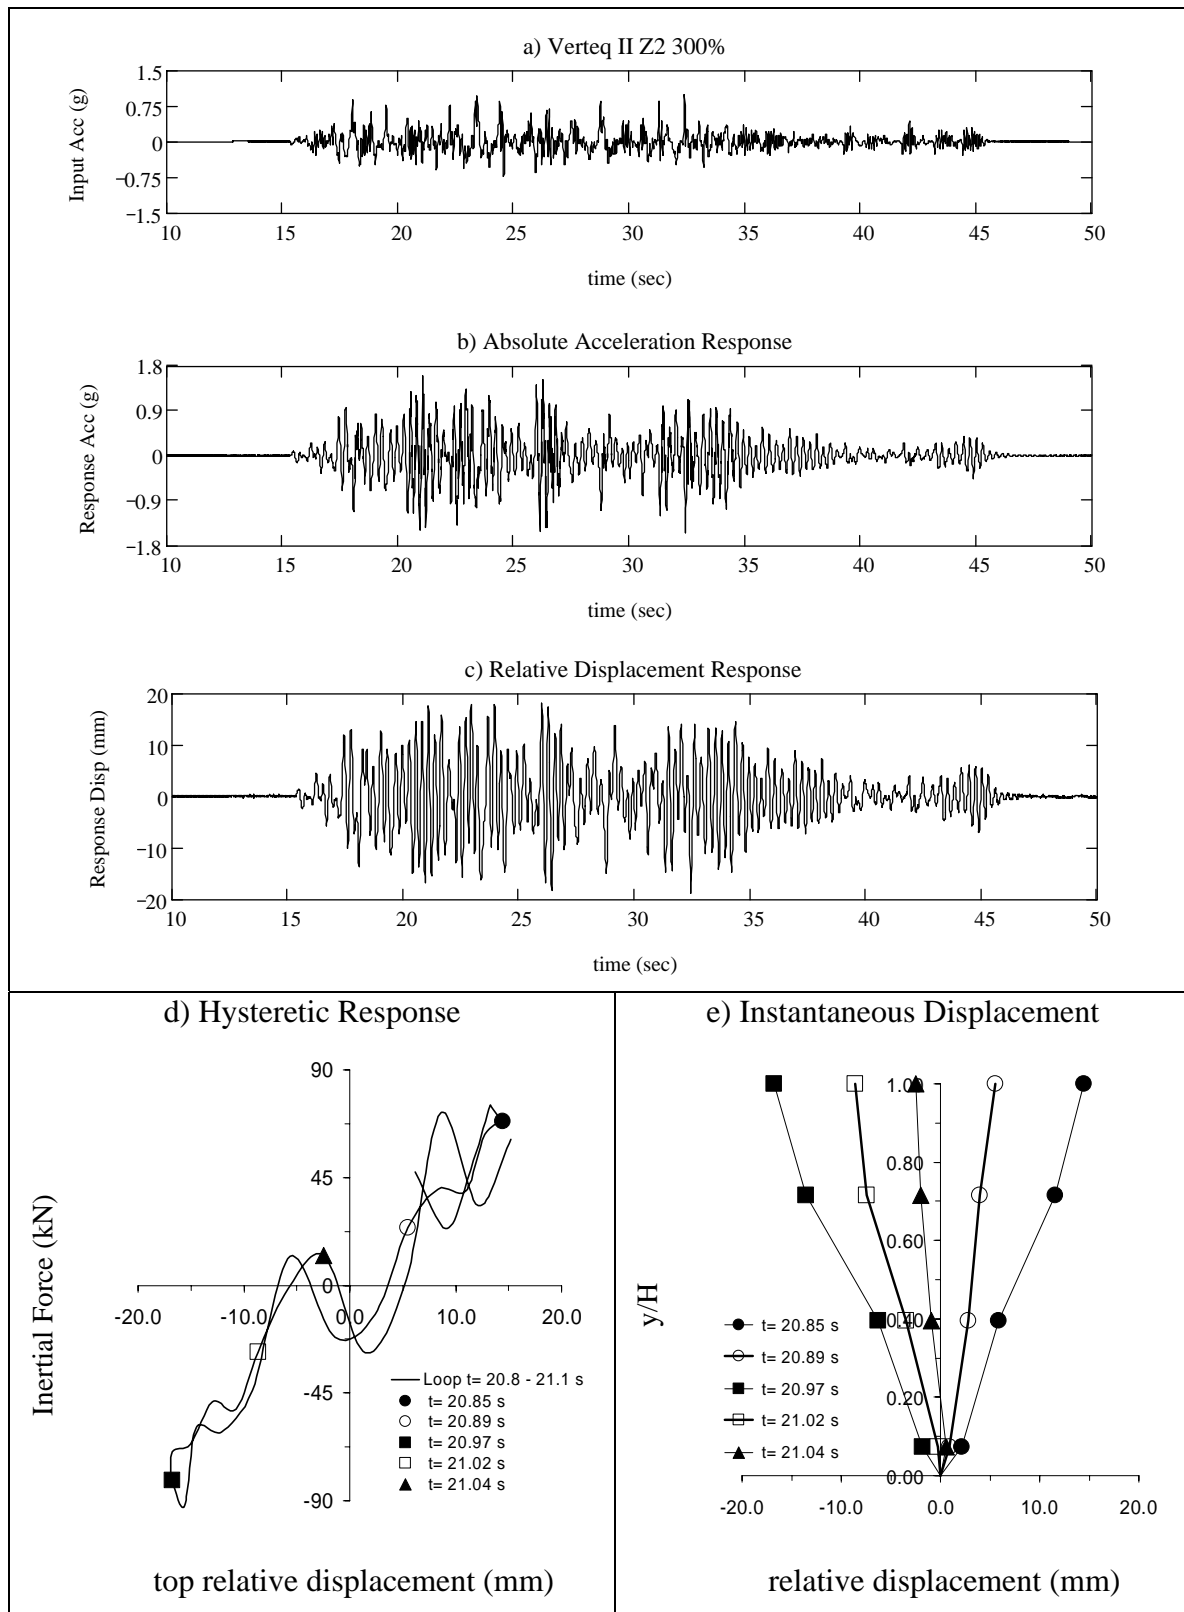 a) Verteq II Z2 300%
1.5
0.75
0
−0.75
−1.5
Input Acc (g)
10 15 20 25 30 35 40 45 50
time (sec)
b) Absolute Acceleration Response
1.8
0.9
0
−0.9
−1.8
Response Acc (g)
10 15 20 25 30 35 40 45 50
time (sec)
c) Relative Displacement Response
20
10
0
−10
−20
Response Disp (mm)
10 15 20 25 30 35 40 45 50
time (sec)
d) Hysteretic Response
90
45
0
-45
-90
-20.0 -10.0 0.0 10.0 20.0
Inertial Force (kN)
Loop t= 20.8 - 21.1 s
t= 20.85 s
t= 20.89 s
t= 20.97 s
t= 21.02 s
t= 21.04 s
top relative displacement (mm)
e) Instantaneous Displacement
1.00
0.80
0.60
0.40
0.20
0.00
y/H
t= 20.85 s
t= 20.89 s
t= 20.97 s
t= 21.02 s
t= 21.04 s
-20.0 -10.0 0.0 10.0 20.0
relative displacement (mm)